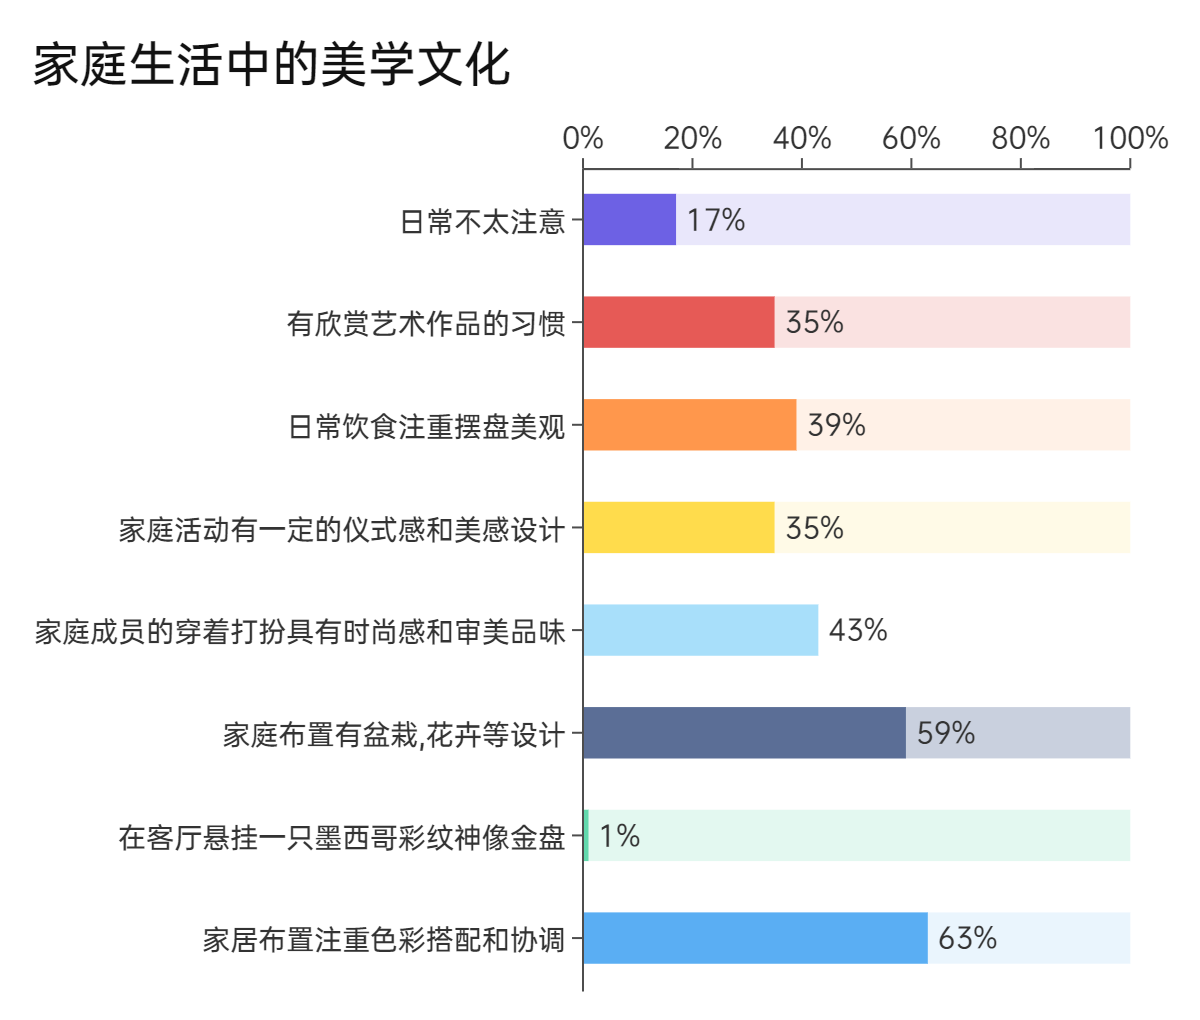 家庭生活中的美学文化
0% 20% 40% 60% 80% 100%
日常不太注意 17%
有欣赏艺术作品的习惯 35%
日常饮食注重摆盘美观 39%
家庭活动有一定的仪式感和美感设计 35%
家庭成员的穿着打扮具有时尚感和审美品味 43%
家庭布置有盆栽,花卉等设计 59%
在客厅悬挂一只墨西哥彩纹神像金盘 1%
家居布置注重色彩搭配和协调 63%